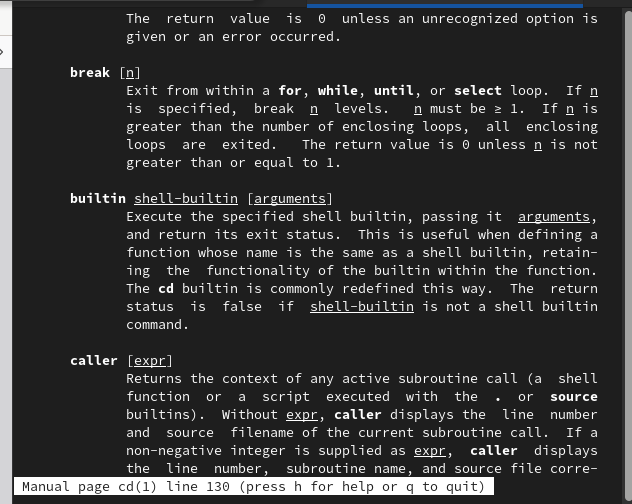 The return value is 0 unless an unrecognized option is
given or an error occurred.
break [n]
Exit from within a for, while, until, or select loop. If n
is specified, break n levels. n must be ≥ 1. If n is
greater than the number of enclosing loops, all enclosing
loops are exited. The return value is 0 unless n is not
greater than or equal to 1.
builtin shell-builtin [arguments]
Execute the specified shell builtin, passing it arguments,
and return its exit status. This is useful when defining a
function whose name is the same as a shell builtin, retain-
ing the functionality of the builtin within the function.
The cd builtin is commonly redefined this way. The return
status is false if shell-builtin is not a shell builtin
command.
caller [expr]
Returns the context of any active subroutine call (a shell
function or a script executed with the . or source
builtins). Without expr, caller displays the line number
and source filename of the current subroutine call. If a
non-negative integer is supplied as expr, caller displays
the line number, subroutine name, and source file corre-
Manual page cd(1) line 130 (press h for help or q to quit)